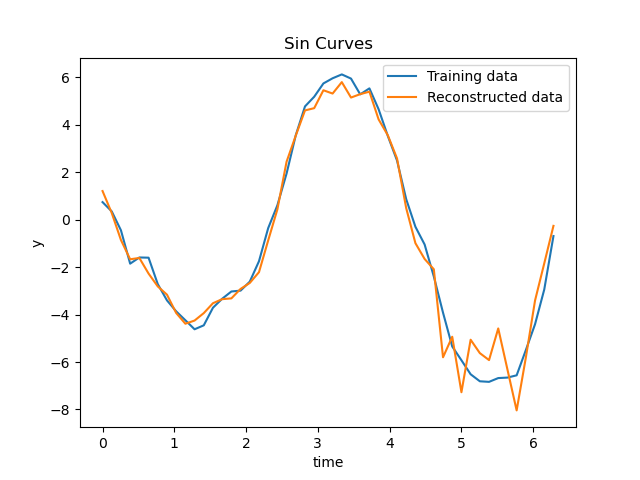 Sin Curves
Training data
Reconstructed data
y
6
4
2
0
−2
−4
−6
−8
0 1 2 3 4 5 6
time